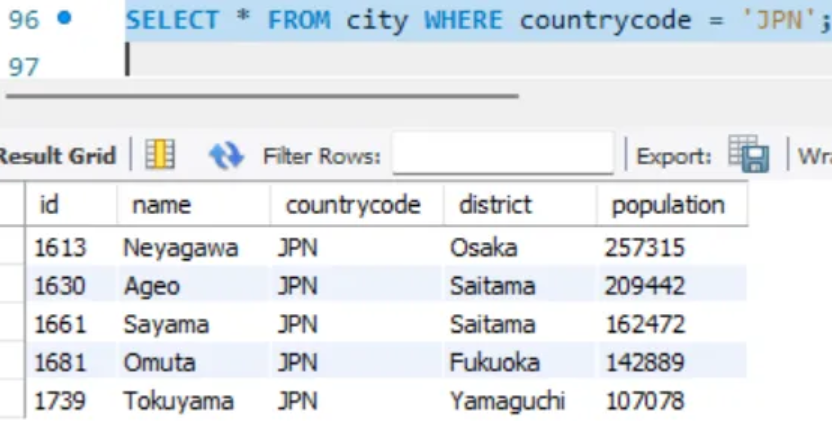 96 SELECT * FROM city WHERE countrycode = 'JPN';
97
Result Grid Filter Rows: Export:
id name countrycode district population
1613 Neyagawa JPN Osaka 257315
1630 Ageo JPN Saitama 209442
1661 Sayama JPN Saitama 162472
1681 Omuta JPN Fukuoka 142889
1739 Tokuyama JPN Yamaguchi 107078